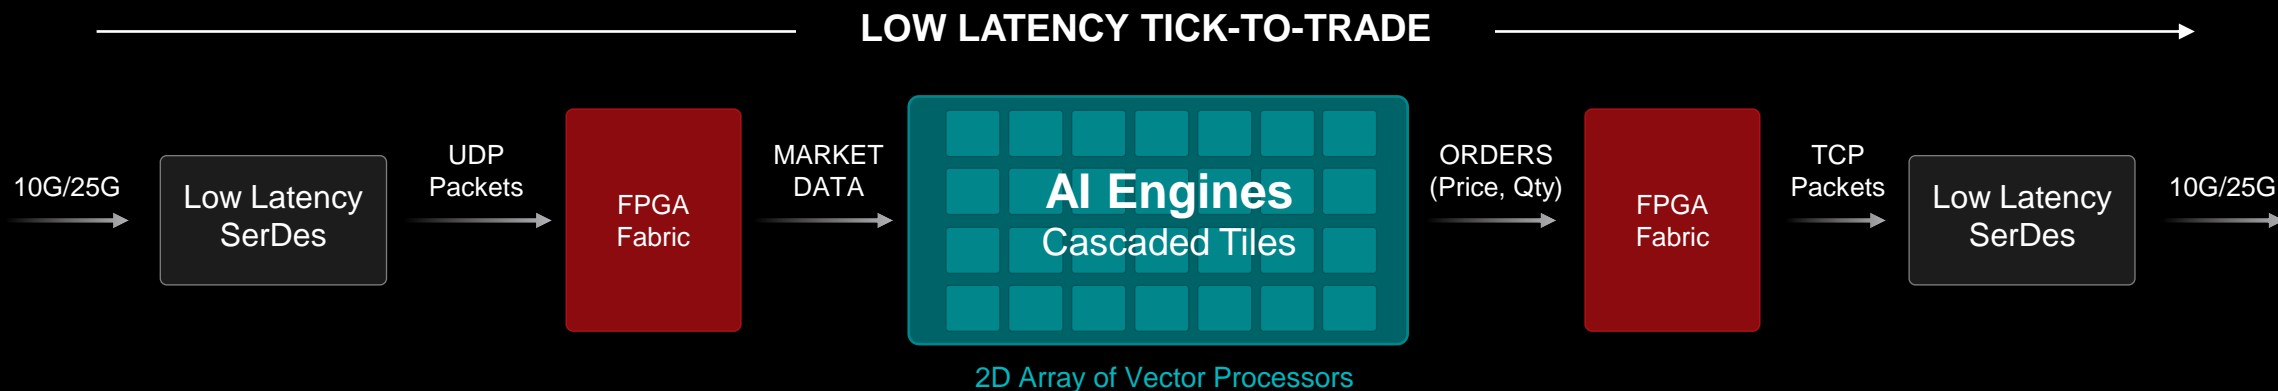 LOW LATENCY TICK-TO-TRADE
10G/25G
Low Latency
SerDes
UDP
Packets
FPGA
Fabric
MARKET
DATA
AI Engines
Cascaded Tiles
2D Array of Vector Processors
ORDERS
(Price, Qty)
FPGA
Fabric
TCP
Packets
Low Latency
SerDes
10G/25G